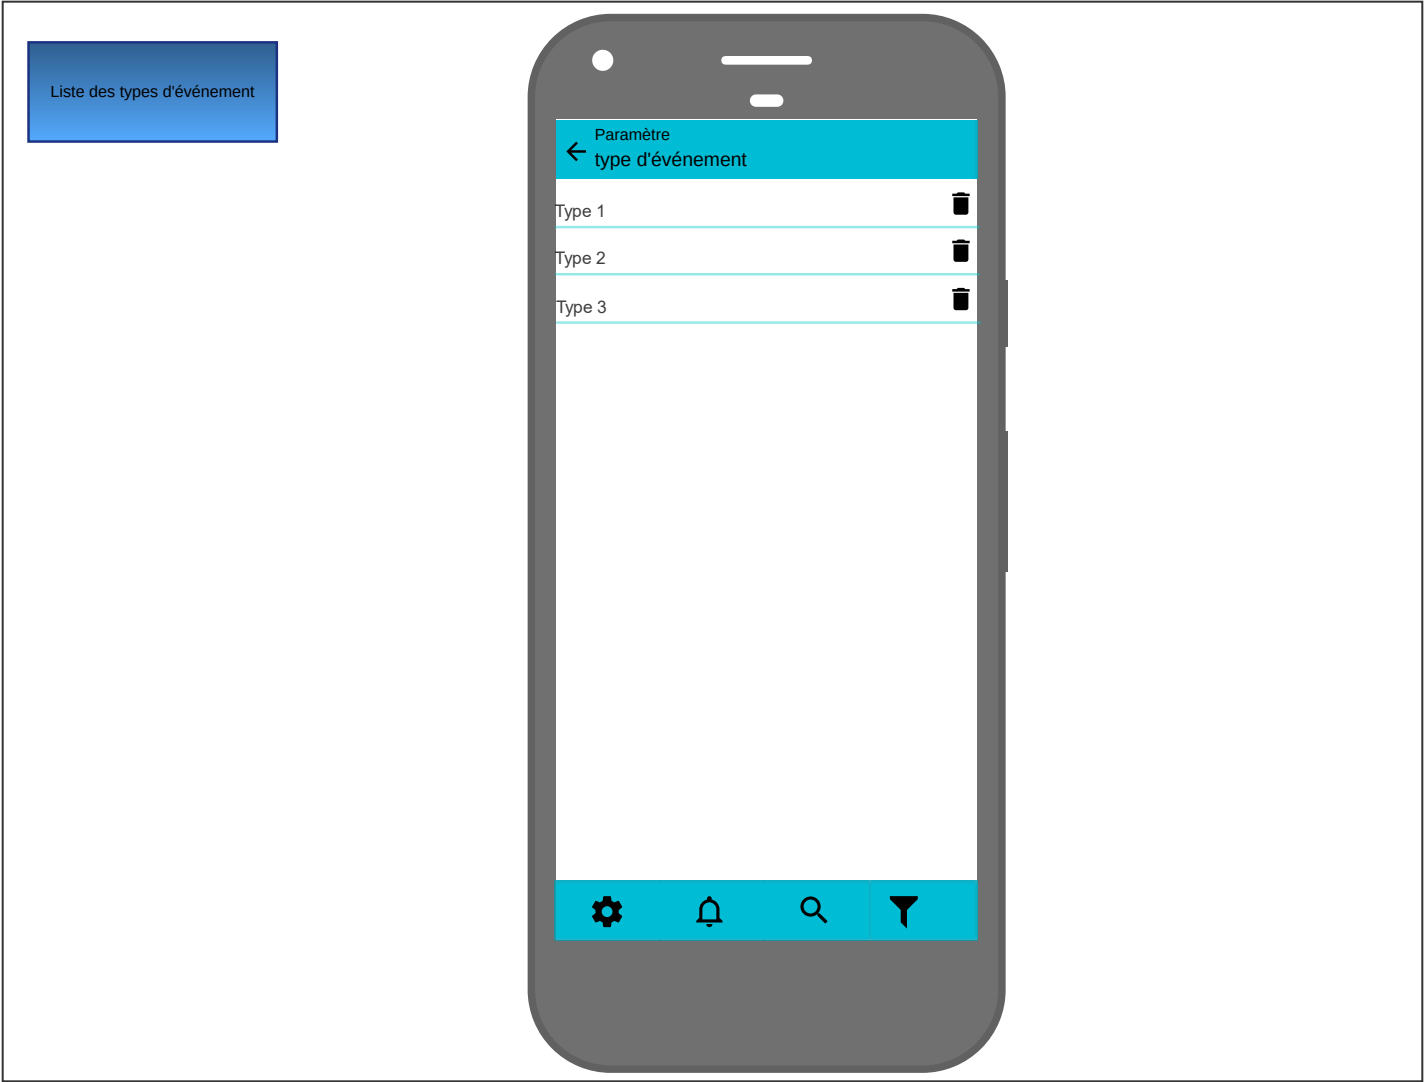 Liste des types d'événement
Paramètre
type d'événement
Type 1
Type 2
Type 3